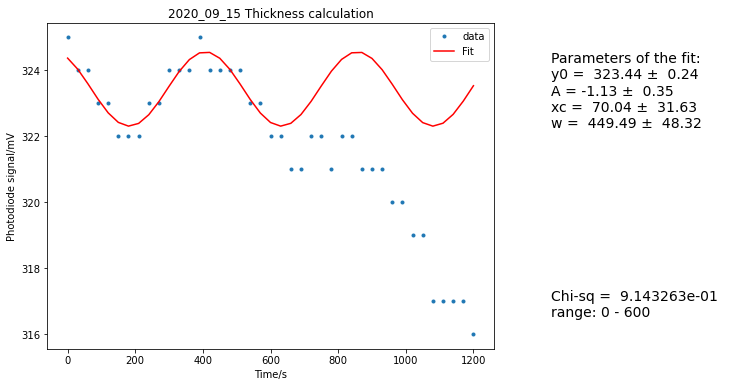 2020_09_15 Thickness calculation
data
Fit
Photodiode signal/mV
324
322
320
318
316
0
200
400
600
800
1000
1200
Time/s
Parameters of the fit:
y0 =  323.44 ±  0.24
A = -1.13 ±  0.35
xc =  70.04 ±  31.63
w =  449.49 ±  48.32
Chi-sq =  9.143263e-01
range: 0 - 600